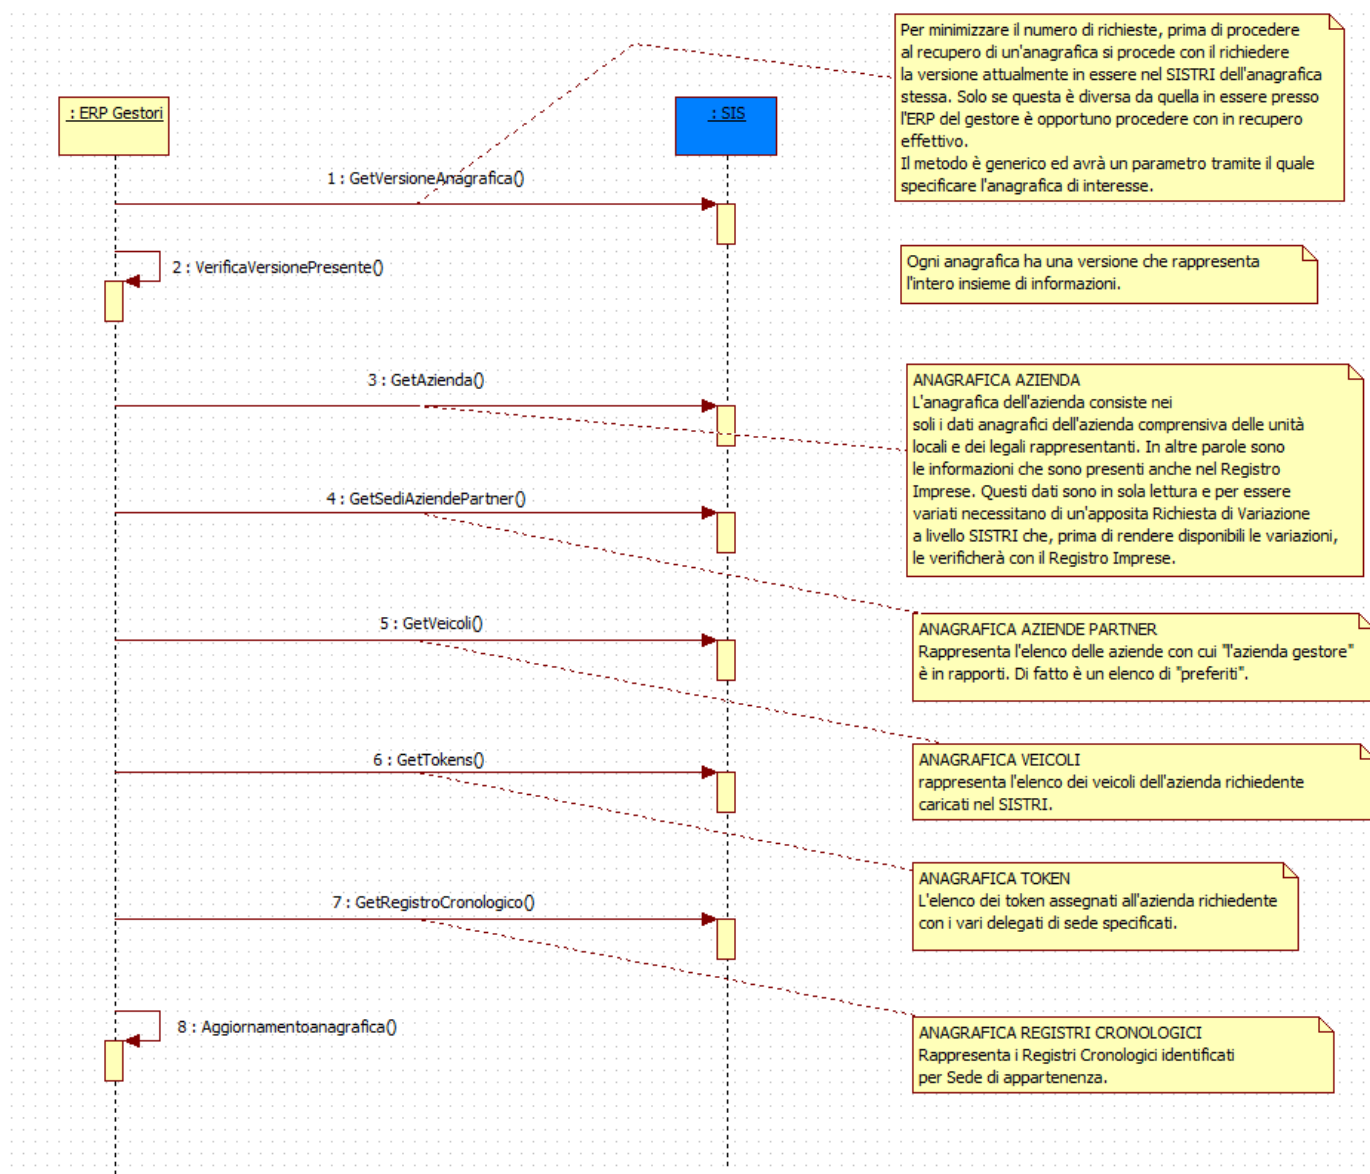 Per minimizzare il numero di richieste, prima di procedere
al recupero di un'anagrafica si procede con il richiedere
la versione attualmente in essere nel SISTRI dell'anagrafica
stessa. Solo se questa è diversa da quella in essere presso
l'ERP del gestore è opportuno procedere con in recupero
effettivo.
Il metodo è generico ed avrà un parametro tramite il quale
specificare l'anagrafica di interesse.
: ERP Gestori
: SIS
1 : GetVersioneAnagrafica()
2 : VerificaVersionePresente()
Ogni anagrafica ha una versione che rappresenta
l'intero insieme di informazioni.
3 : GetAzienda()
ANAGRAFICA AZIENDA
L'anagrafica dell'azienda consiste nei
soli i dati anagrafici dell'azienda comprensiva delle unità
locali e dei legali rappresentanti. In altre parole sono
le informazioni che sono presenti anche nel Registro
Imprese. Questi dati sono in sola lettura e per essere
variati necessitano di un'apposita Richiesta di Variazione
a livello SISTRI che, prima di rendere disponibili le variazioni,
le verificherà con il Registro Imprese.
4 : GetSediAziendePartner()
5 : GetVeicoli()
ANAGRAFICA AZIENDE PARTNER
Rappresenta l'elenco delle aziende con cui "l'azienda gestore"
è in rapporti. Di fatto è un elenco di "preferiti".
6 : GetTokens()
ANAGRAFICA VEICOLI
rappresenta l'elenco dei veicoli dell'azienda richiedente
caricati nel SISTRI.
7 : GetRegistroCronologico()
ANAGRAFICA TOKEN
L'elenco dei token assegnati all'azienda richiedente
con i vari delegati di sede specificati.
8 : Aggiornamentoanagrafica()
ANAGRAFICA REGISTRI CRONOLOGICI
Rappresenta i Registri Cronologici identificati
per Sede di appartenenza.